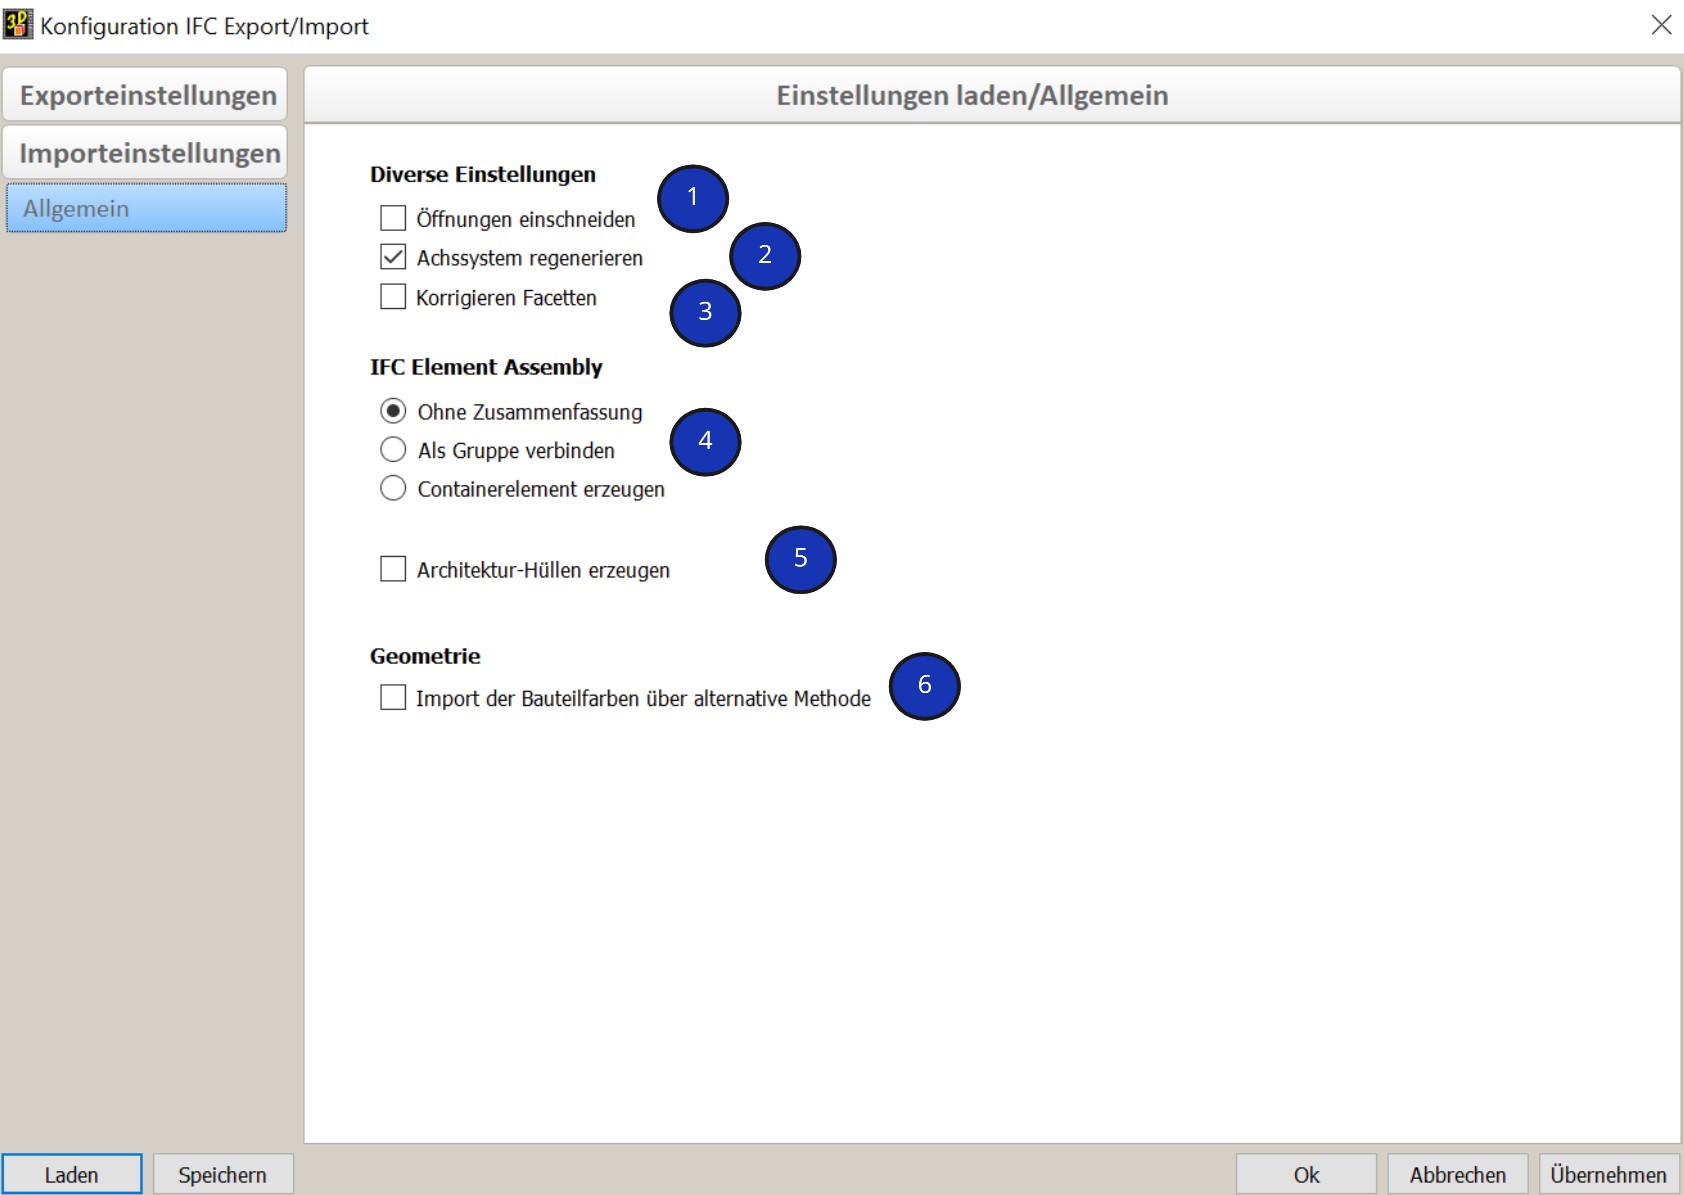 3D
Konfiguration IFC Export/Import
Exporteinstellungen
Importeinstellungen
Allgemein
Einstellungen laden/Allgemein
Diverse Einstellungen
Öffnungen einschneiden
1
Achssystem regenerieren
2
Korrigieren Facetten
3
IFC Element Assembly
Ohne Zusammenfassung
Als Gruppe verbinden
4
Containerelement erzeugen
Architektur-Hüllen erzeugen
5
Geometrie
Import der Bauteilfarben über alternative Methode
6
Laden
Speichern
Ok
Abbrechen
Übernehmen